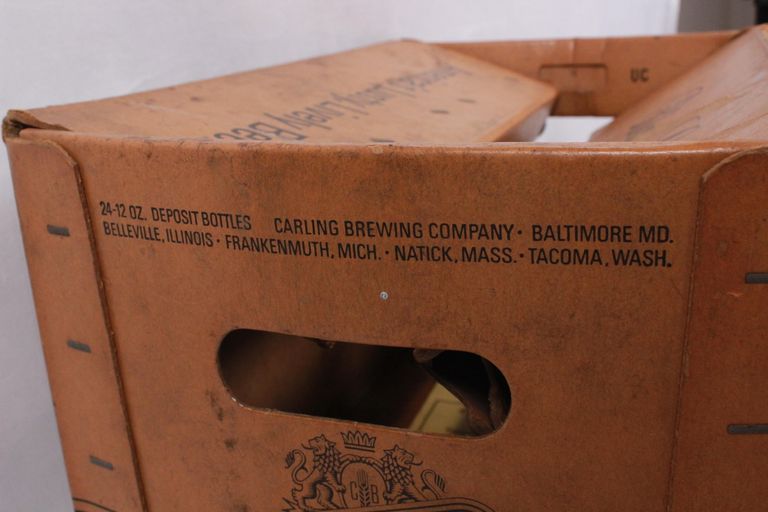 UC
24-12 OZ. DEPOSIT BOTTLES CARLING BREWING COMPANY · BALTIMORE MD.
BELLEVILLE, ILLINOIS · FRANKENMUTH, MICH. · NATICK, MASS. · TACOMA, WASH.
C B